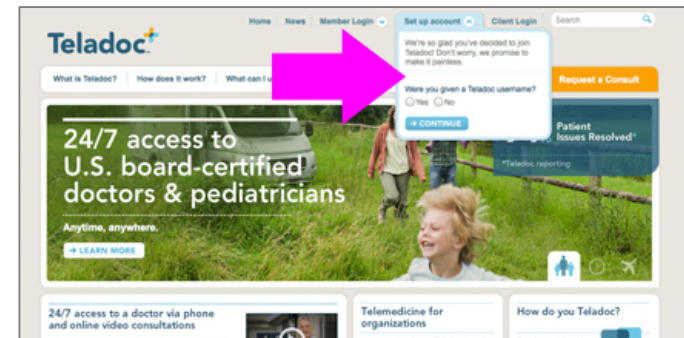 Home News Member Login Set up account Client Login Search
Teladoc
We're so glad you've decided to join
Teladoc! Don't worry, we promise to
make it painless.
What is Teladoc? How does it work? What can I u
Request a Consult
Were you given a Teladoc username?
Yes No
CONTINUE
24/7 access to
U.S. board-certified
doctors & pediatricians
Patient
Issues Resolved*
*Teladoc reporting
Anytime, anywhere.
LEARN MORE
24/7 access to a doctor via phone
and online video consultations
Telemedicine for
organizations
How do you Teladoc?